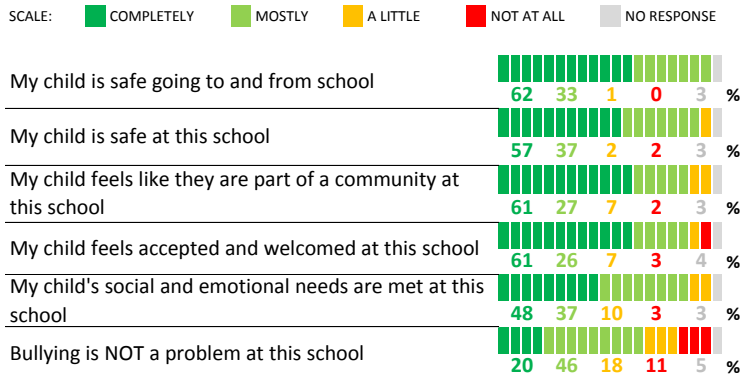 SCALE: COMPLETELY MOSTLY A LITTLE NOT AT ALL NO RESPONSE
My child is safe going to and from school
62 33 1 0 3 %
My child is safe at this school
57 37 2 2 3 %
My child feels like they are part of a community at
this school
61 27 7 2 3 %
My child feels accepted and welcomed at this school
61 26 7 3 4 %
My child's social and emotional needs are met at this
school
48 37 10 3 3 %
Bullying is NOT a problem at this school
20 46 18 11 5 %